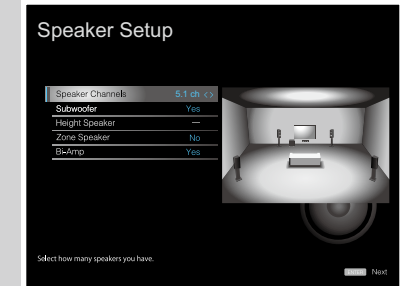 Speaker Setup
Speaker Channels 5.1 ch < >
Subwoofer Yes
Height Speaker —
Zone Speaker No
Bi-Amp Yes
Select how many speakers you have.
ENTER Next